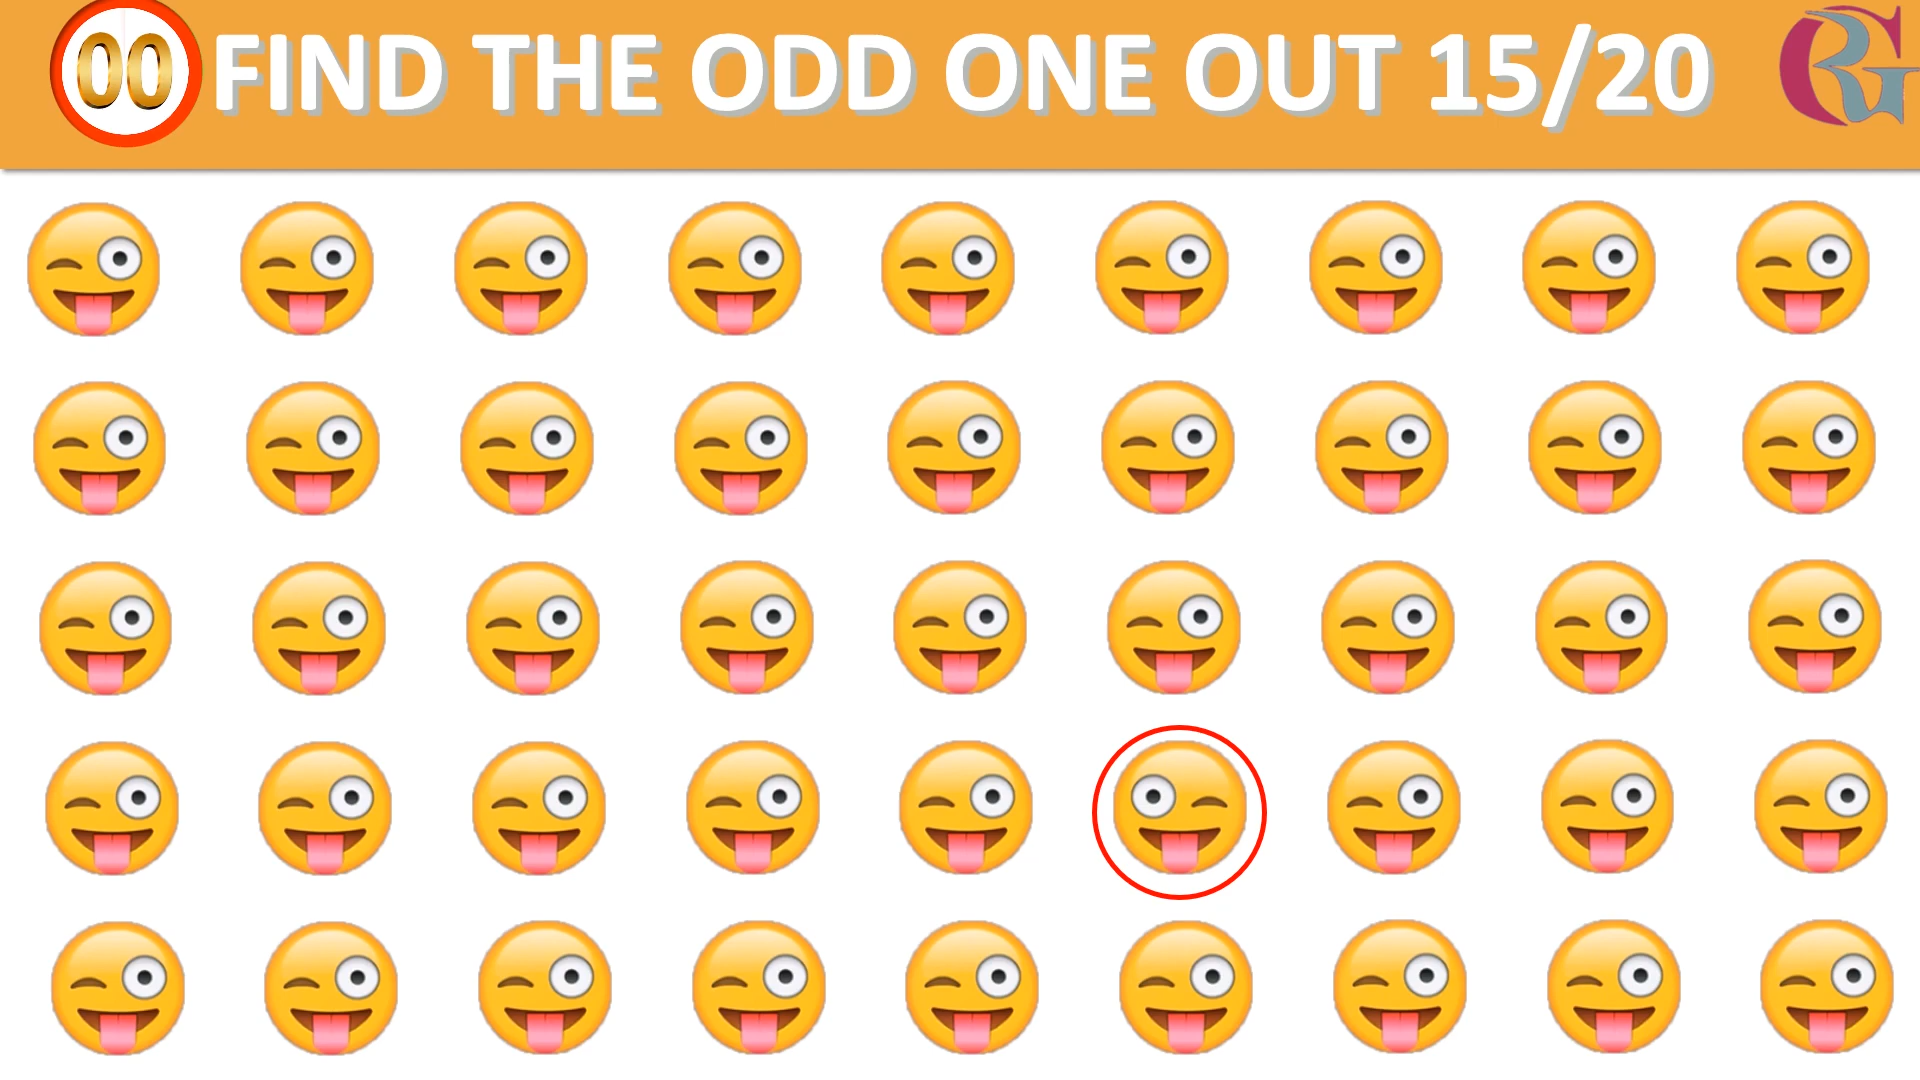 00 FIND THE ODD ONE OUT 15/20